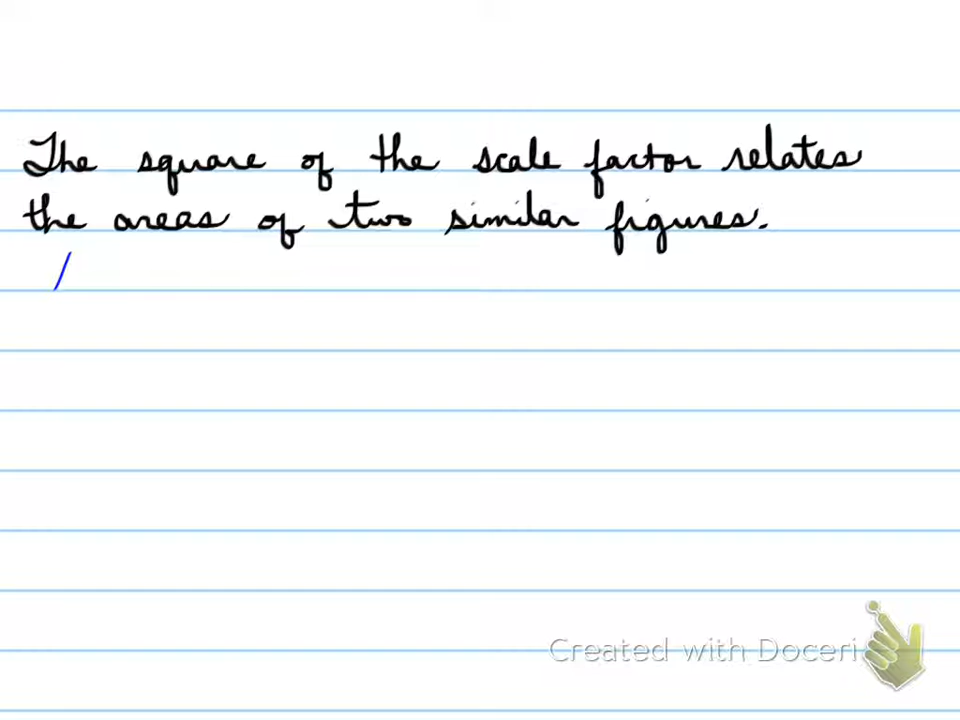 The square of the scale factor relates
the areas of two similar figures.
Created with Doceri